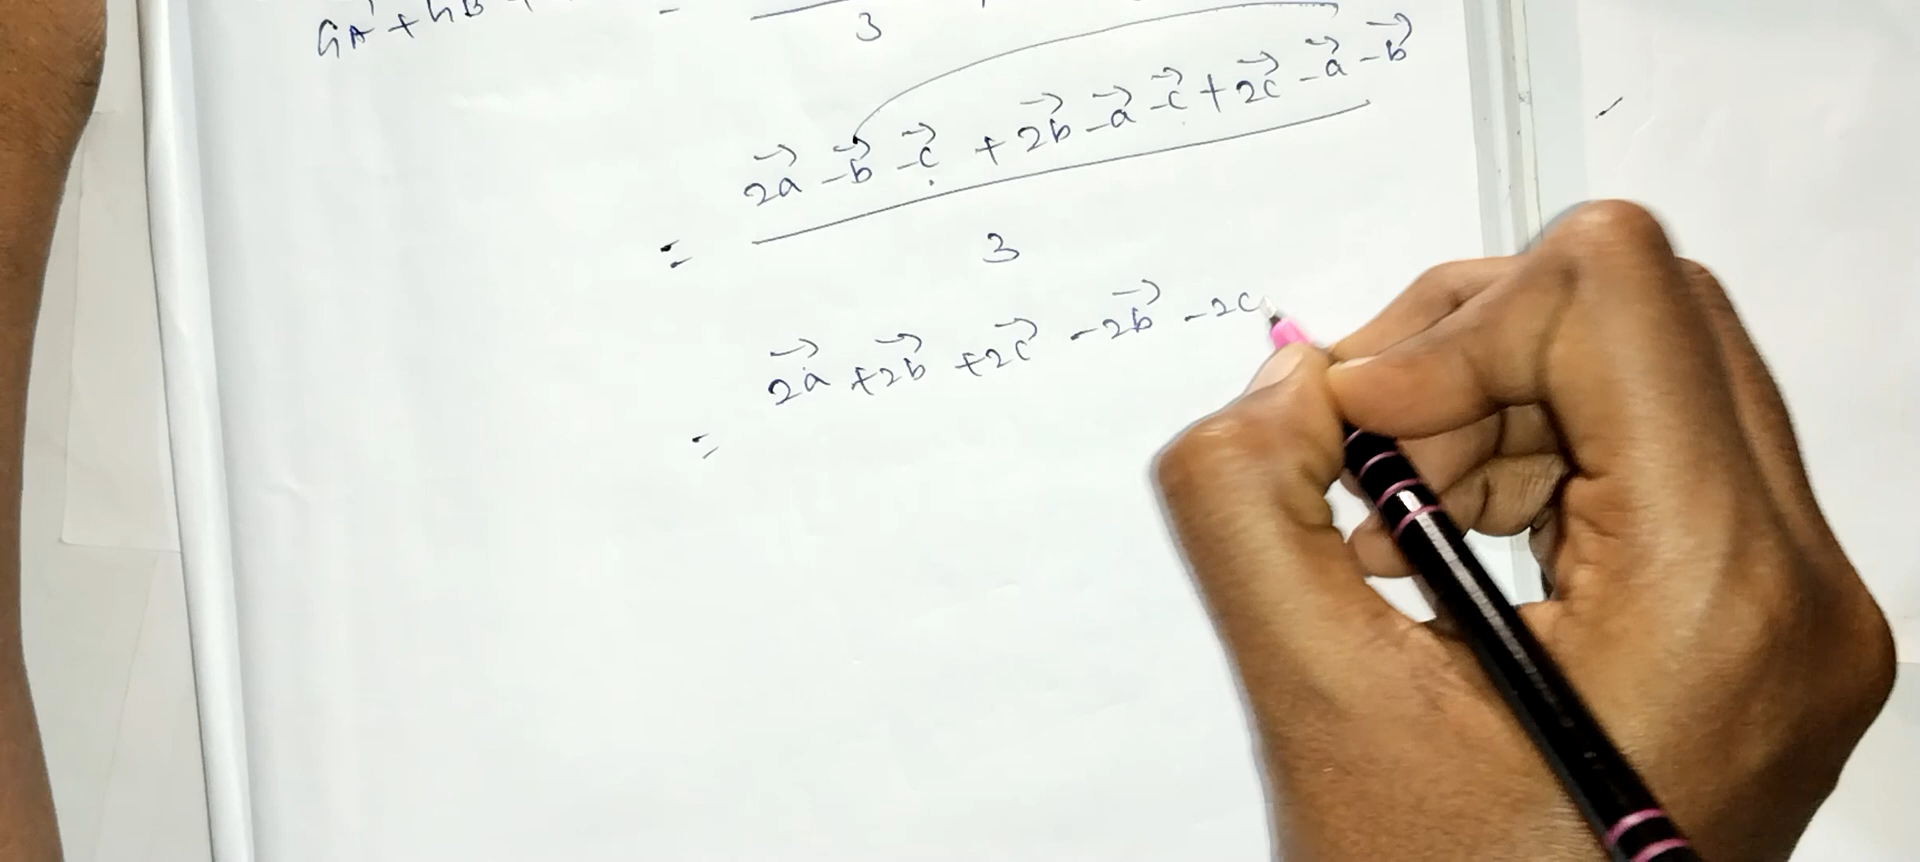 GA + GB
=
3
2a⃗ - b⃗ - c⃗ + 2b⃗ - a⃗ - c⃗ + 2c⃗ - a⃗ - b⃗
=
3
2a⃗ + 2b⃗ + 2c⃗ - 2b⃗ - 2c
=